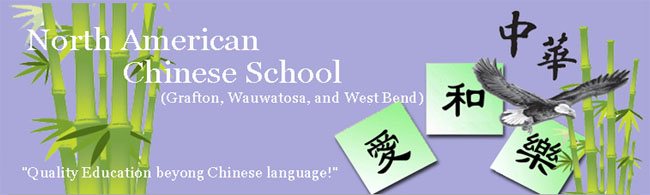 North American
Chinese School
(Grafton, Wauwatosa, and West Bend)
"Quality Education beyong Chinese language!"
中華
和
愛
樂